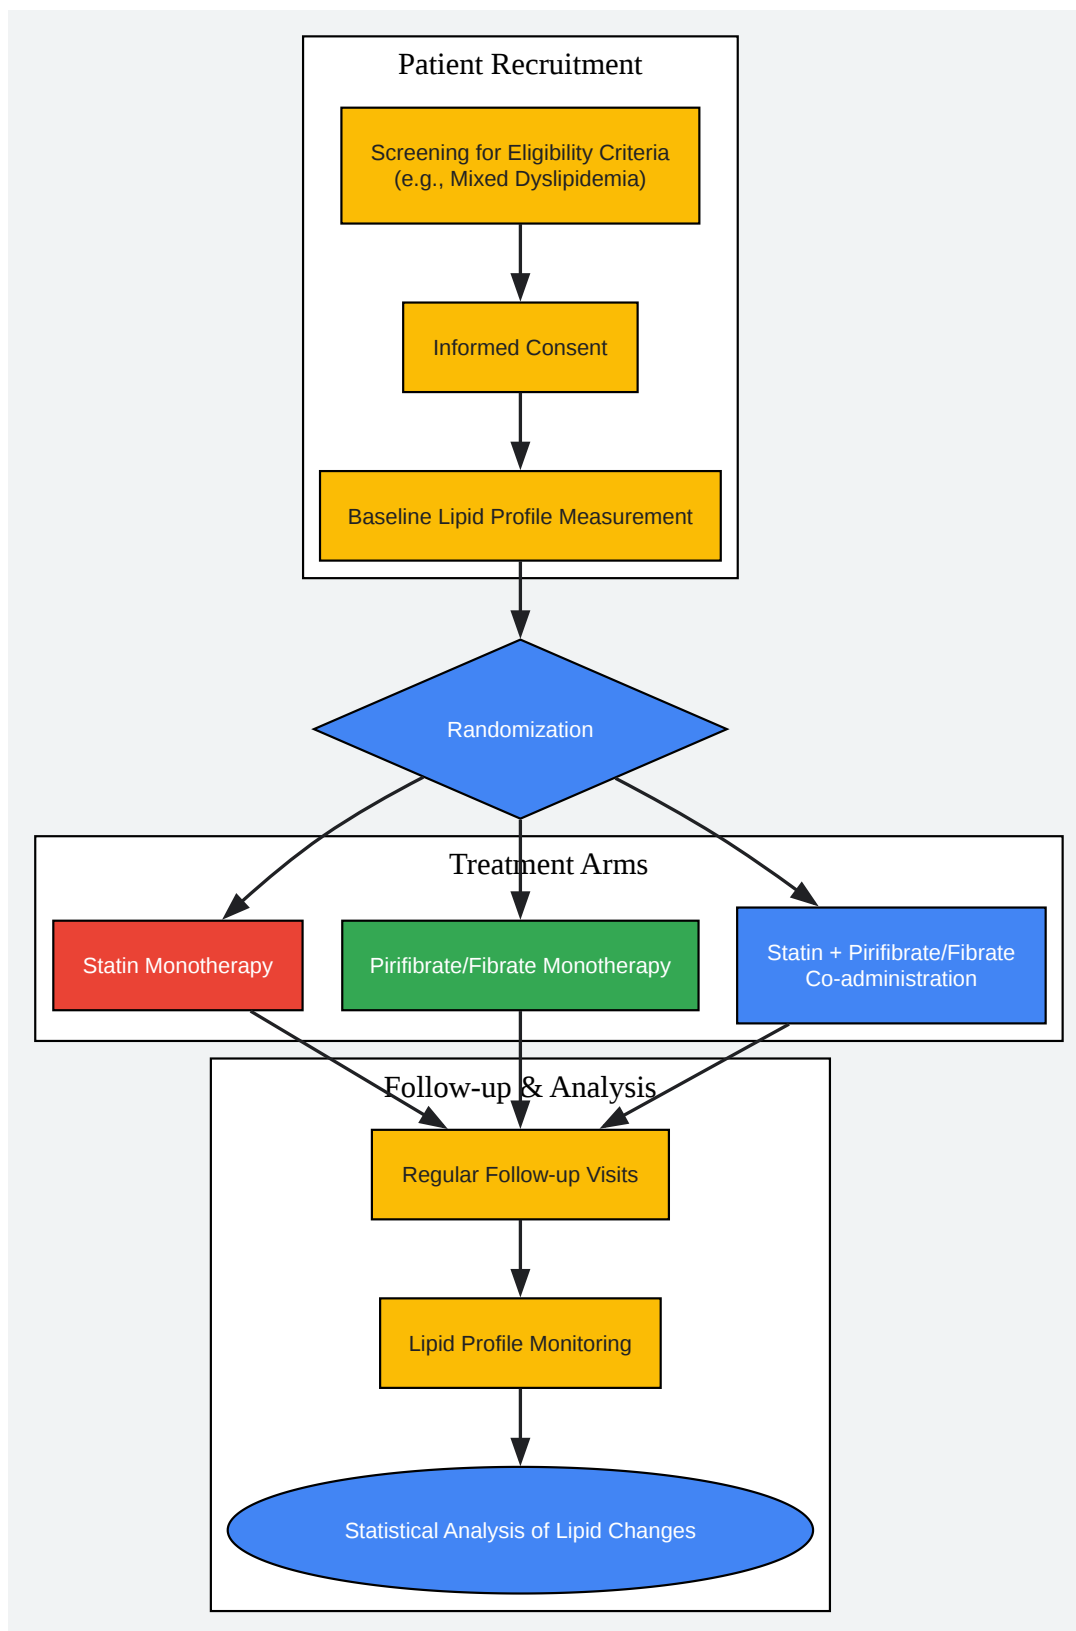 Patient Recruitment
Screening for Eligibility Criteria
(e.g., Mixed Dyslipidemia)
Informed Consent
Baseline Lipid Profile Measurement
Randomization
Treatment Arms
Statin Monotherapy
Pirifibrate/Fibrate Monotherapy
Statin + Pirifibrate/Fibrate
Co-administration
Follow-up & Analysis
Regular Follow-up Visits
Lipid Profile Monitoring
Statistical Analysis of Lipid Changes